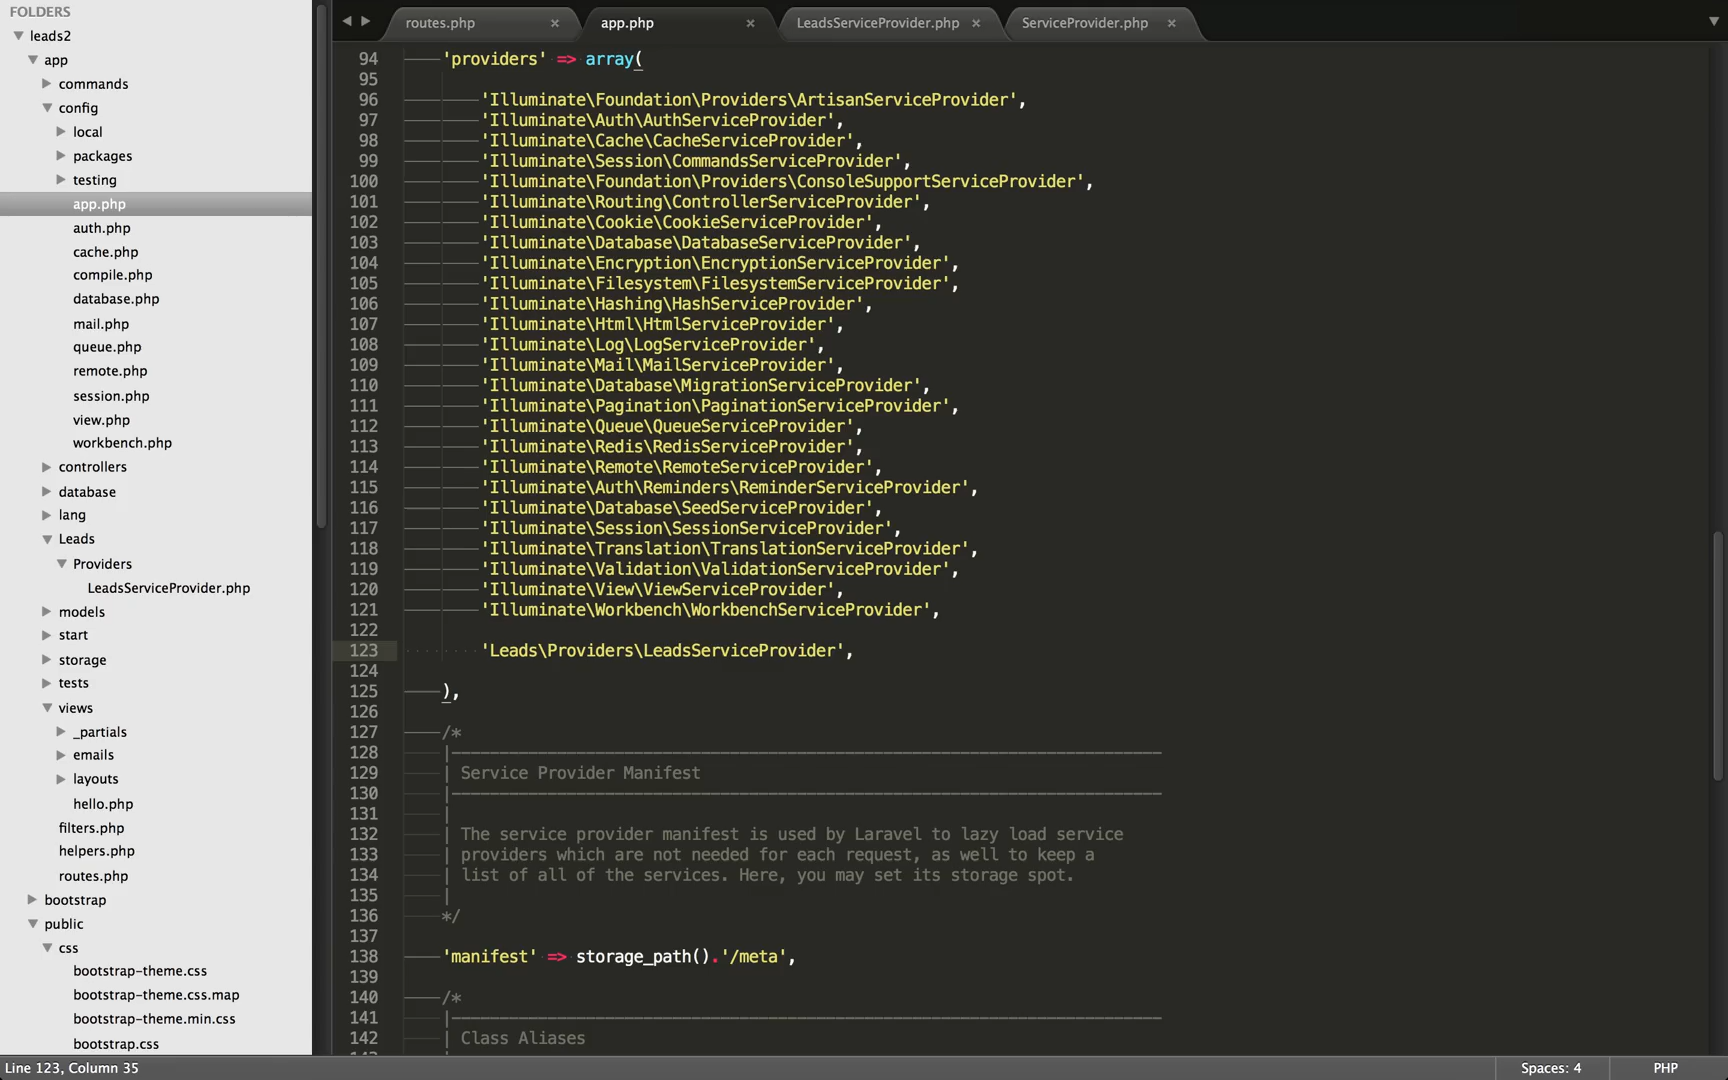 FOLDERS
leads2
app
commands
config
local
packages
testing
app.php
auth.php
cache.php
compile.php
database.php
mail.php
queue.php
remote.php
session.php
view.php
workbench.php
controllers
database
lang
Leads
Providers
LeadsServiceProvider.php
models
start
storage
tests
views
_partials
emails
layouts
hello.php
filters.php
helpers.php
routes.php
bootstrap
public
css
bootstrap-theme.css
bootstrap-theme.css.map
bootstrap-theme.min.css
bootstrap.css
routes.php × app.php × LeadsServiceProvider.php × ServiceProvider.php ×
94 'providers' => array(
95
96 'Illuminate\Foundation\Providers\ArtisanServiceProvider',
97 'Illuminate\Auth\AuthServiceProvider',
98 'Illuminate\Cache\CacheServiceProvider',
99 'Illuminate\Session\CommandsServiceProvider',
100 'Illuminate\Foundation\Providers\ConsoleSupportServiceProvider',
101 'Illuminate\Routing\ControllerServiceProvider',
102 'Illuminate\Cookie\CookieServiceProvider',
103 'Illuminate\Database\DatabaseServiceProvider',
104 'Illuminate\Encryption\EncryptionServiceProvider',
105 'Illuminate\Filesystem\FilesystemServiceProvider',
106 'Illuminate\Hashing\HashServiceProvider',
107 'Illuminate\Html\HtmlServiceProvider',
108 'Illuminate\Log\LogServiceProvider',
109 'Illuminate\Mail\MailServiceProvider',
110 'Illuminate\Database\MigrationServiceProvider',
111 'Illuminate\Pagination\PaginationServiceProvider',
112 'Illuminate\Queue\QueueServiceProvider',
113 'Illuminate\Redis\RedisServiceProvider',
114 'Illuminate\Remote\RemoteServiceProvider',
115 'Illuminate\Auth\Reminders\ReminderServiceProvider',
116 'Illuminate\Database\SeedServiceProvider',
117 'Illuminate\Session\SessionServiceProvider',
118 'Illuminate\Translation\TranslationServiceProvider',
119 'Illuminate\Validation\ValidationServiceProvider',
120 'Illuminate\View\ViewServiceProvider',
121 'Illuminate\Workbench\WorkbenchServiceProvider',
122
123 'Leads\Providers\LeadsServiceProvider',
124
125 ),
126
127 /*
128 |--------------------------------------------------------------------------
129 | Service Provider Manifest
130 |--------------------------------------------------------------------------
131 |
132 | The service provider manifest is used by Laravel to lazy load service
133 | providers which are not needed for each request, as well to keep a
134 | list of all of the services. Here, you may set its storage spot.
135 |
136 */
137
138 'manifest' => storage_path().'/meta',
139
140 /*
141 |--------------------------------------------------------------------------
142 | Class Aliases
Line 123, Column 35 Spaces: 4 PHP